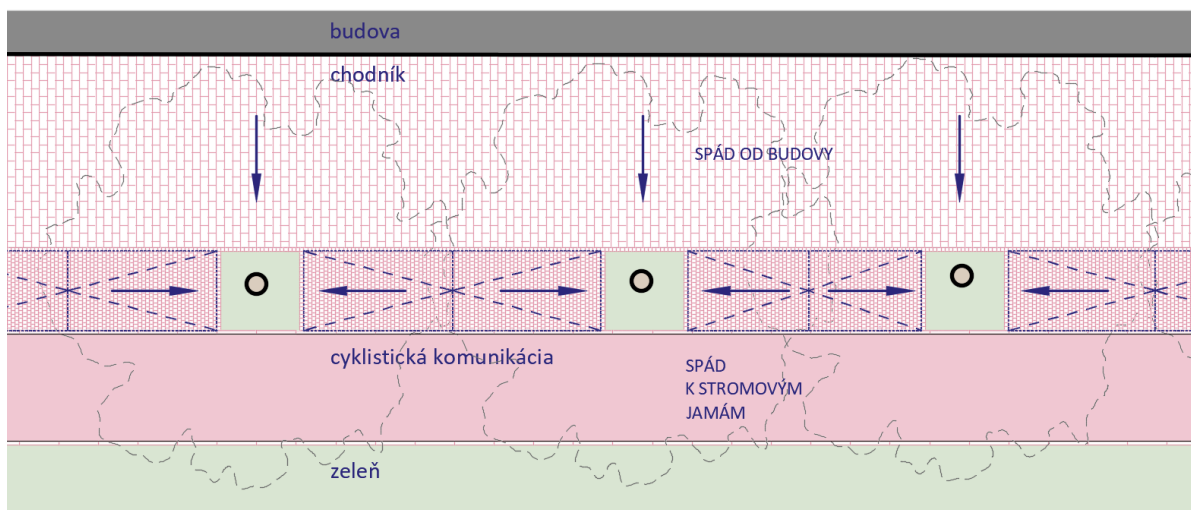 budova
chodník
SPÁD OD BUDOVY
cyklistická komunikácia
SPÁD
K STROMOVÝM
JAMÁM
zeleň